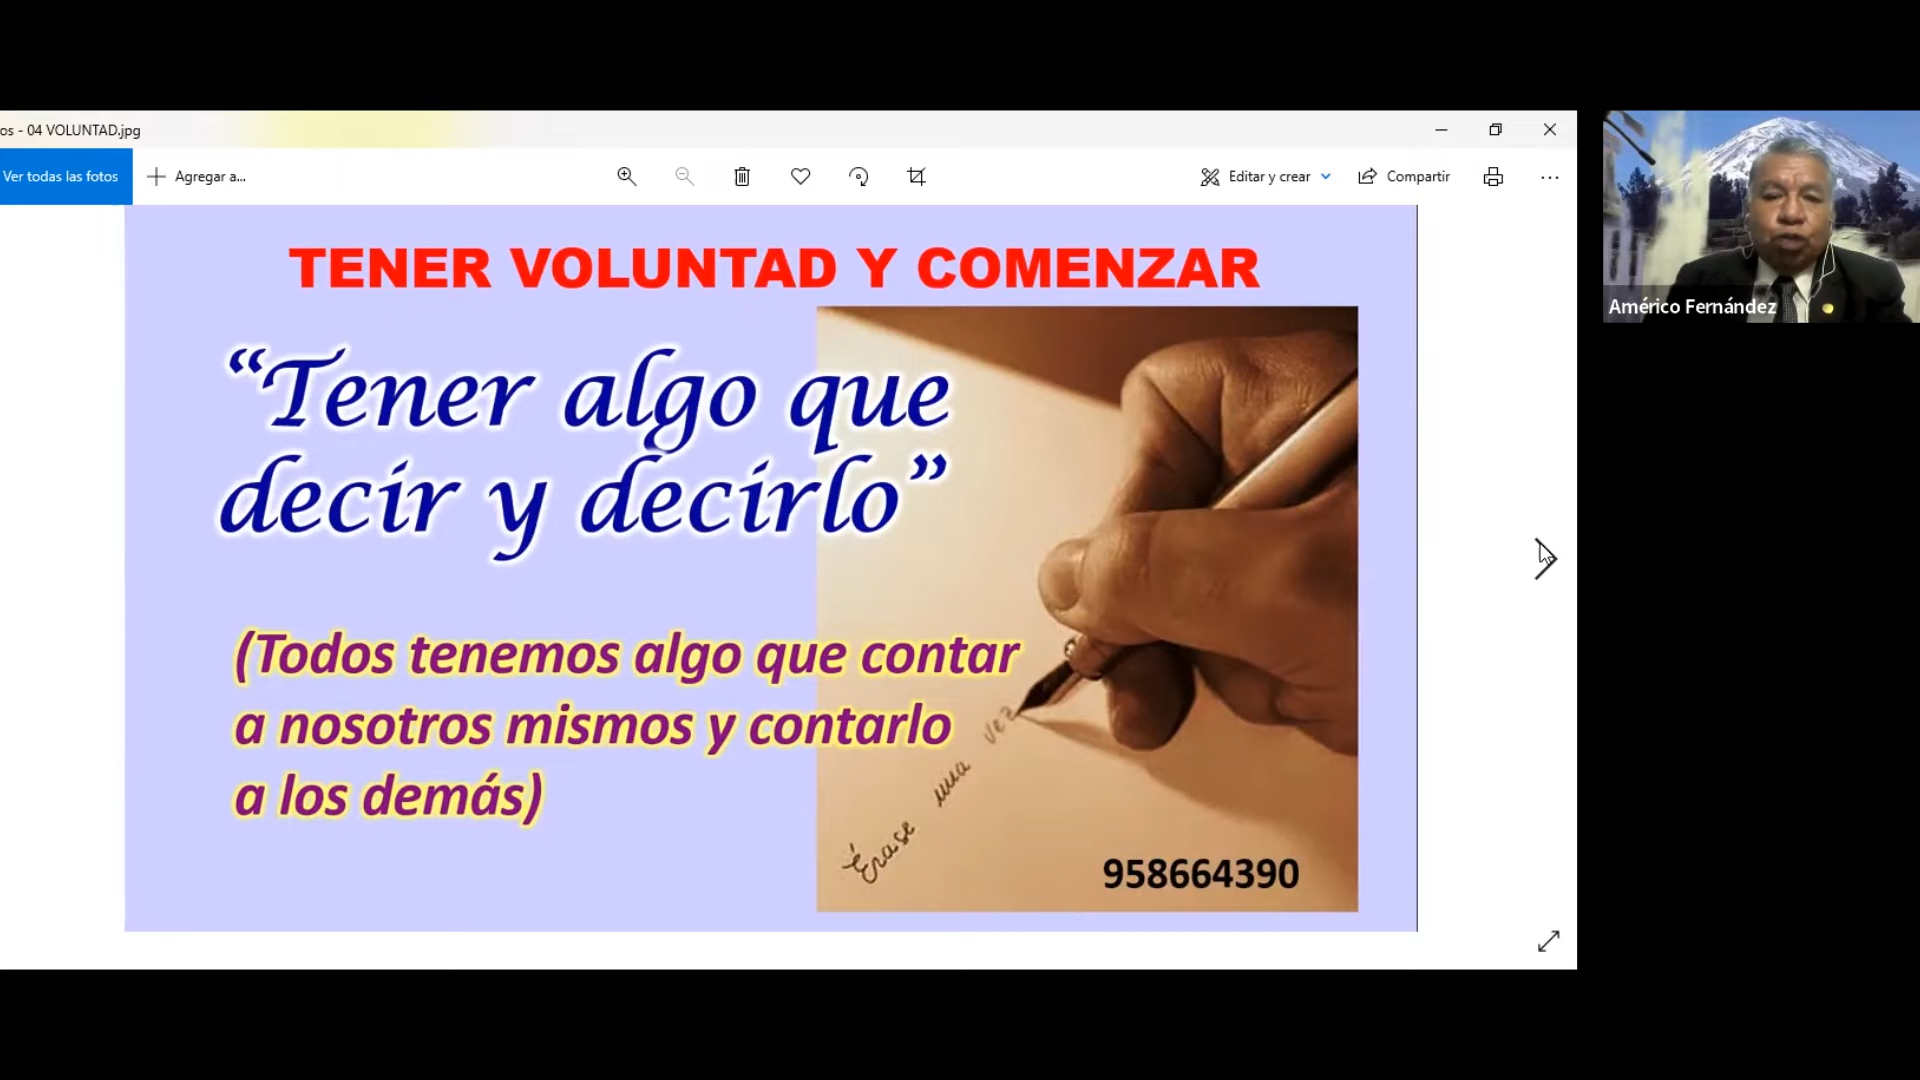 os - 04 VOLUNTAD.jpg
Ver todas las fotos
Agregar a...
Editar y crear
Compartir
TENER VOLUNTAD Y COMENZAR
“Tener algo que
decir y decirlo”
(Todos tenemos algo que contar
a nosotros mismos y contarlo
a los demás)
Érase una vez
958664390
Américo Fernández